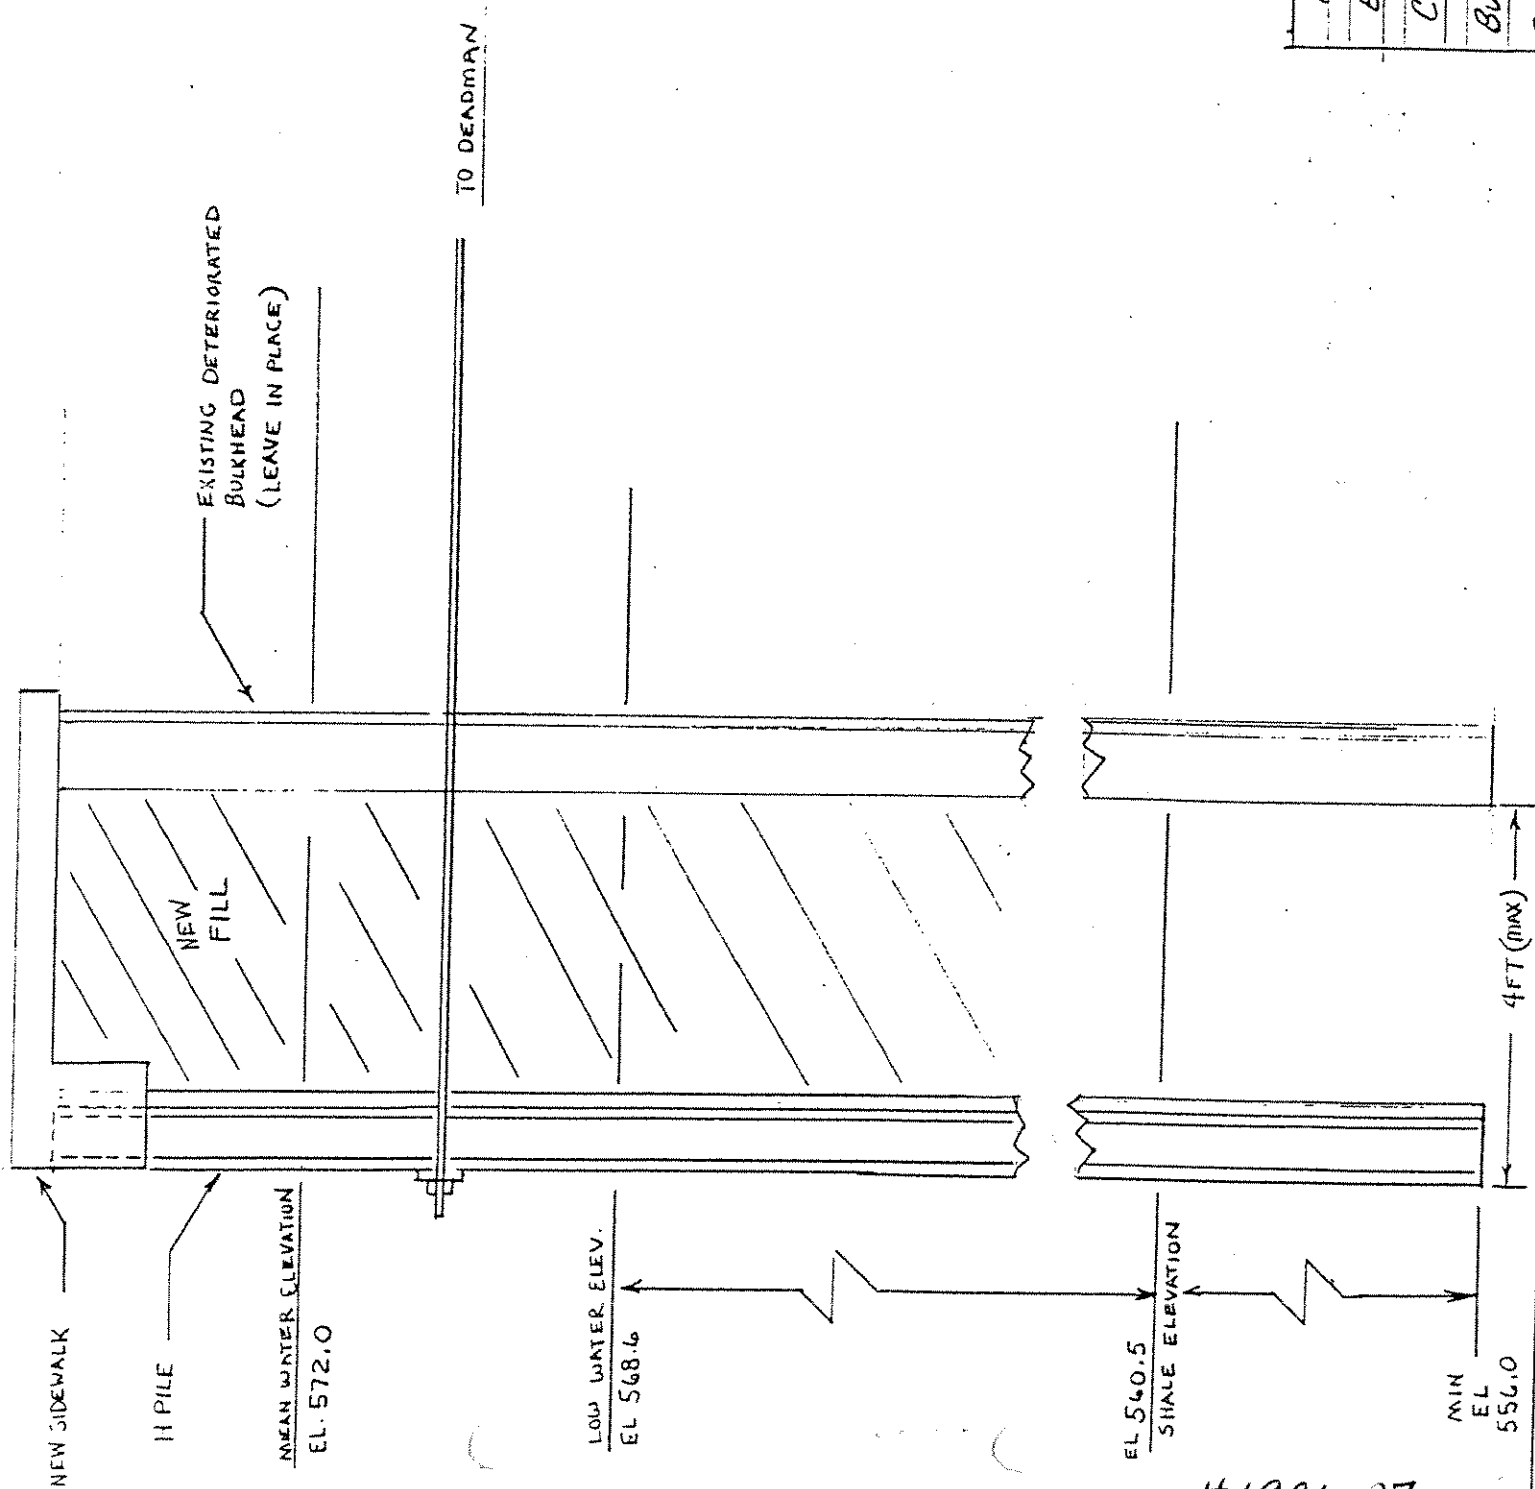 NEW SIDEWALK
H PILE
MEAN WATER ELEVATION
EL. 572.0
LOW WATER ELEV.
EL 568.6
EL 560.5
SHALE ELEVATION
MIN
EL
556.0
NEW
FILL
4FT (MAX)
EXISTING DETERIORATED
BULKHEAD
(LEAVE IN PLACE)
TO DEADMAN